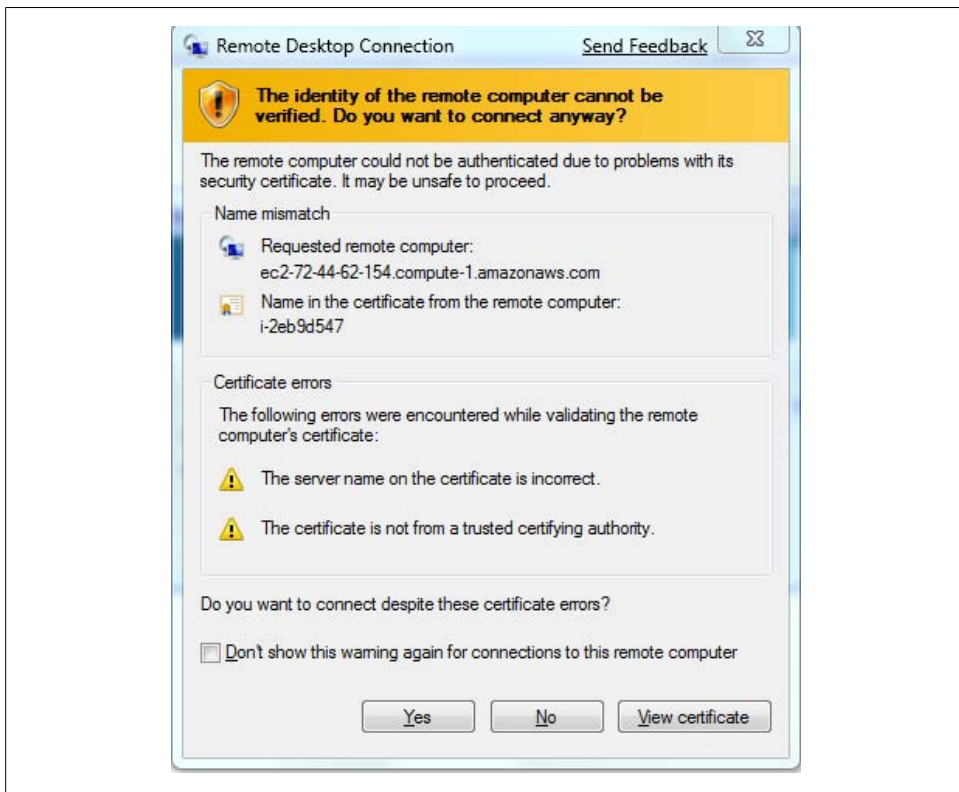 Remote Desktop Connection
Send Feedback
The identity of the remote computer cannot be
verified. Do you want to connect anyway?
The remote computer could not be authenticated due to problems with its
security certificate. It may be unsafe to proceed.
Name mismatch
Requested remote computer:
ec2-72-44-62-154.compute-1.amazonaws.com
Name in the certificate from the remote computer:
i-2eb9d547
Certificate errors
The following errors were encountered while validating the remote
computer's certificate:
The server name on the certificate is incorrect.
The certificate is not from a trusted certifying authority.
Do you want to connect despite these certificate errors?
Don't show this warning again for connections to this remote computer
Yes
No
View certificate